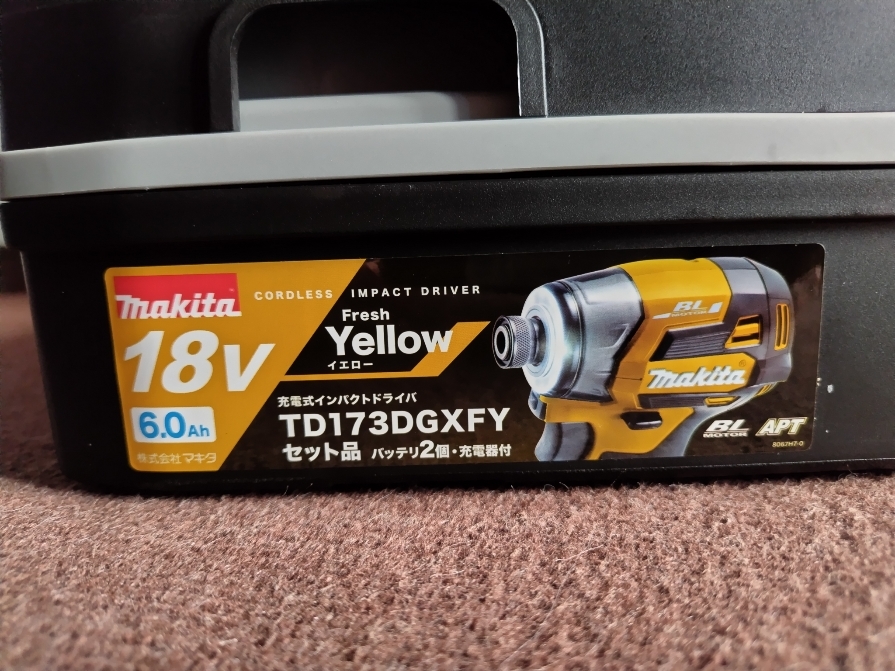 makita
CORDLESS IMPACT DRIVER
18V
6.0Ah
株式会社マキタ
Fresh
Yellow
イエロー
充電式インパクトドライバ
TD173DGXFY
セット品 バッテリ2個・充電器付
BL
MOTOR
makita
BL
MOTOR
APT
8087H7-0